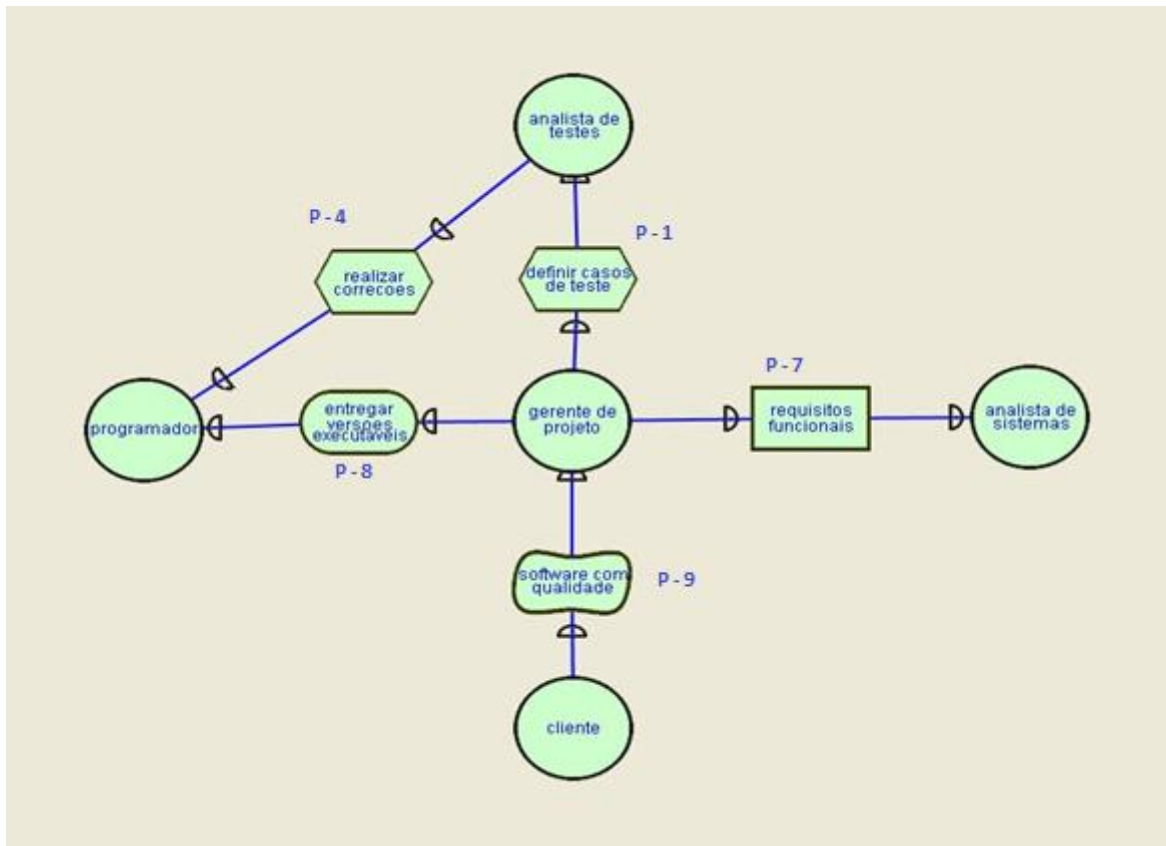 analista de
testes
P-4
P-1
realizar
correcoes
definir casos
de teste
P-7
programador
entregar
versoes
executáveis
P-8
gerente de
projeto
requisitos
funcionais
analista de
sistemas
software com
qualidade
P-9
cliente